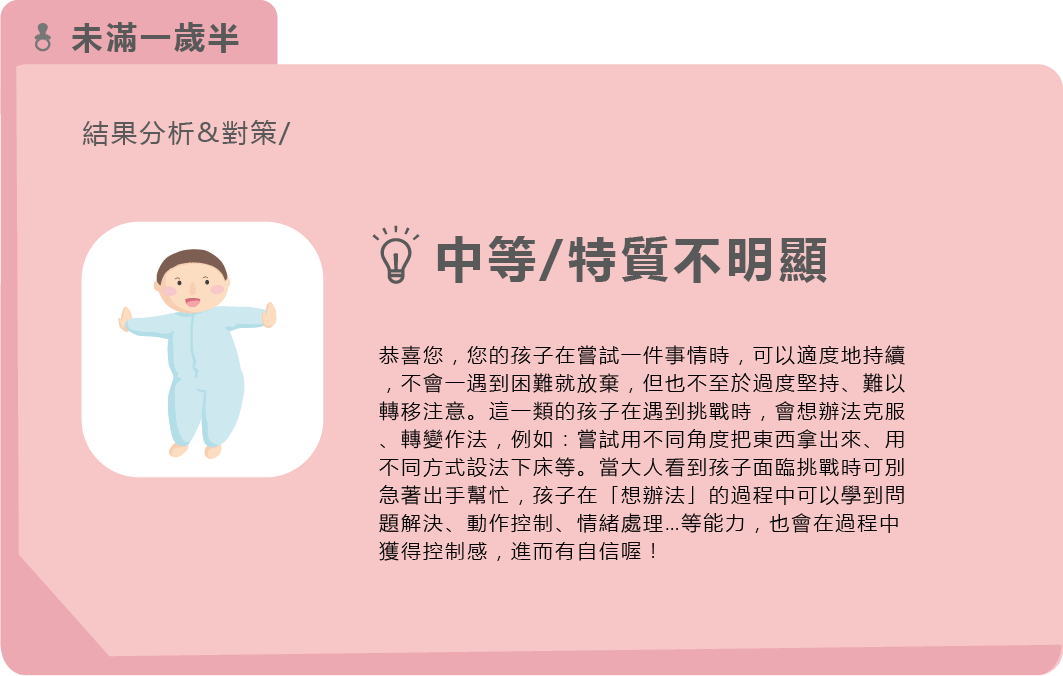 未滿一歲半
結果分析&對策/
中等/特質不明顯
恭喜您，您的孩子在嘗試一件事情時，可以適度地持續
，不會一遇到困難就放棄，但也不至於過度堅持、難以
轉移注意。這一類的孩子在遇到挑戰時，會想辦法克服
、轉變作法，例如：嘗試用不同角度把東西拿出來、用
不同方式設法下床等。當大人看到孩子面臨挑戰時可別
急著出手幫忙，孩子在「想辦法」的過程中可以學到問
題解決、動作控制、情緒處理...等能力，也會在過程中
獲得控制感，進而有自信喔！